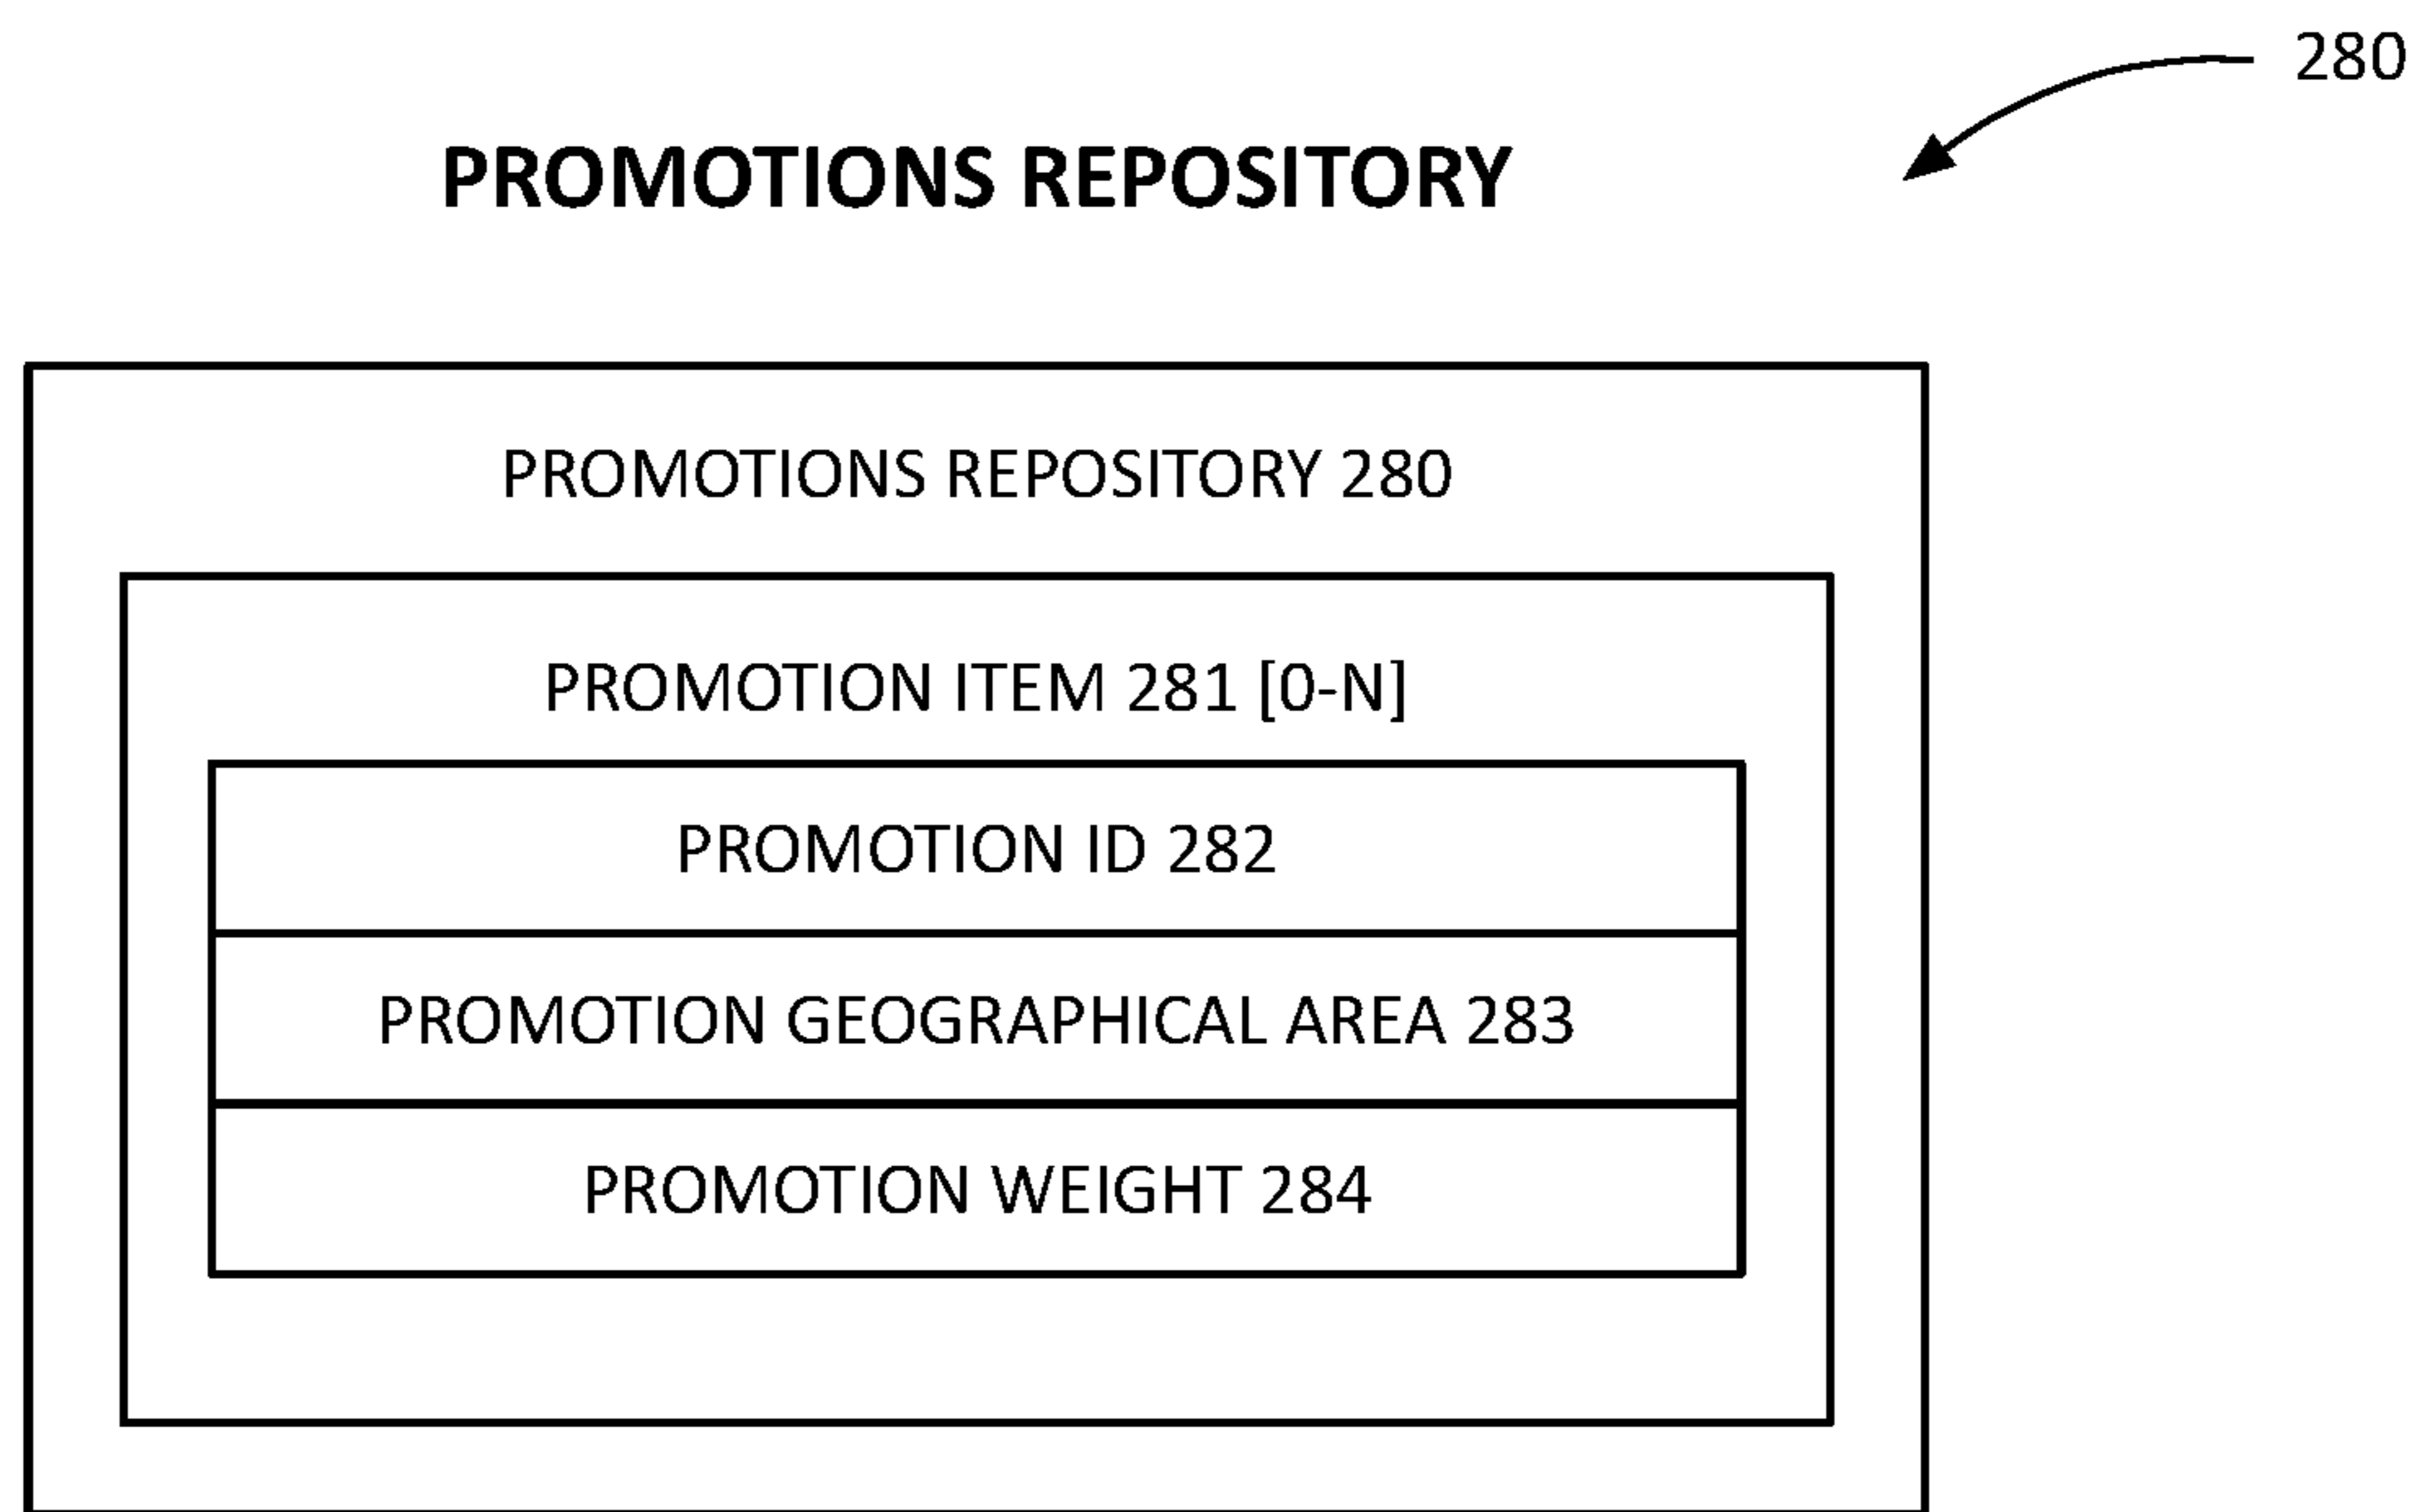 280
PROMOTIONS REPOSITORY
PROMOTIONS REPOSITORY 280
PROMOTION ITEM 281 [0-N]
PROMOTION ID 282
PROMOTION GEOGRAPHICAL AREA 283
PROMOTION WEIGHT 284